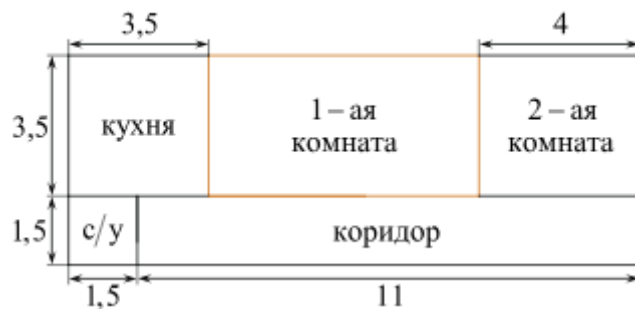 3,5
4
3,5
кухня
1 – ая
комната
2 – ая
комната
1,5
с/у
коридор
1,5
11